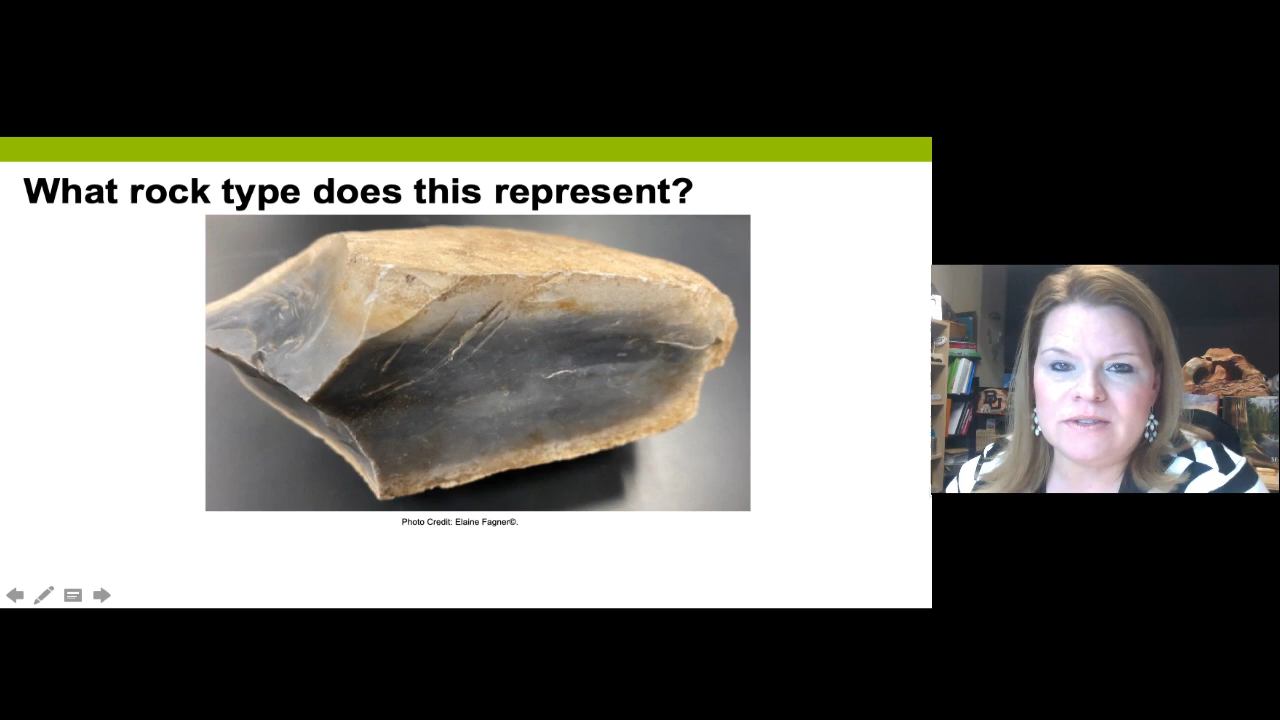 What rock type does this represent?
Photo Credit: Elaine Fagner©.